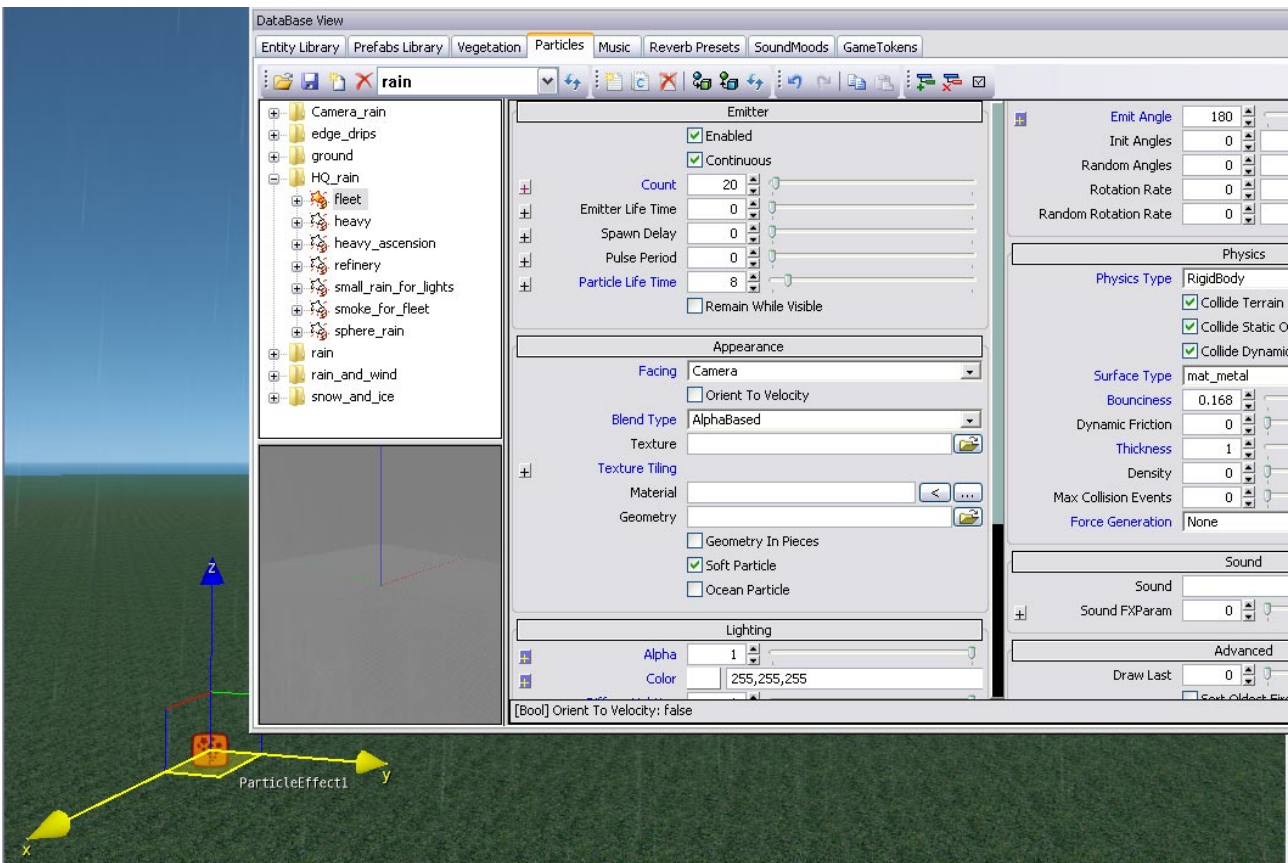 DataBase View
Entity Library Prefabs Library Vegetation Particles Music Reverb Presets SoundMoods GameTokens
rain
Camera_rain
edge_drips
ground
HQ_rain
fleet
heavy
heavy_ascension
refinery
small_rain_for_lights
smoke_for_fleet
sphere_rain
rain
rain_and_wind
snow_and_ice
Emitter
Enabled
Continuous
Count 20
Emitter Life Time 0
Spawn Delay 0
Pulse Period 0
Particle Life Time 8
Remain While Visible
Appearance
Facing Camera
Orient To Velocity
Blend Type AlphaBased
Texture
Texture Tiling
Material < ...
Geometry
Geometry In Pieces
Soft Particle
Ocean Particle
Lighting
Alpha 1
Color 255,255,255
[Bool] Orient To Velocity: false
Emit Angle 180
Init Angles 0
Random Angles 0
Rotation Rate 0
Random Rotation Rate 0
Physics
Physics Type RigidBody
Collide Terrain
Collide Static O
Collide Dynamic
Surface Type mat_metal
Bounciness 0.168
Dynamic Friction 0
Thickness 1
Density 0
Max Collision Events 0
Force Generation None
Sound
Sound
Sound FXParam 0
Advanced
Draw Last 0
z
ParticleEffect1
y
x